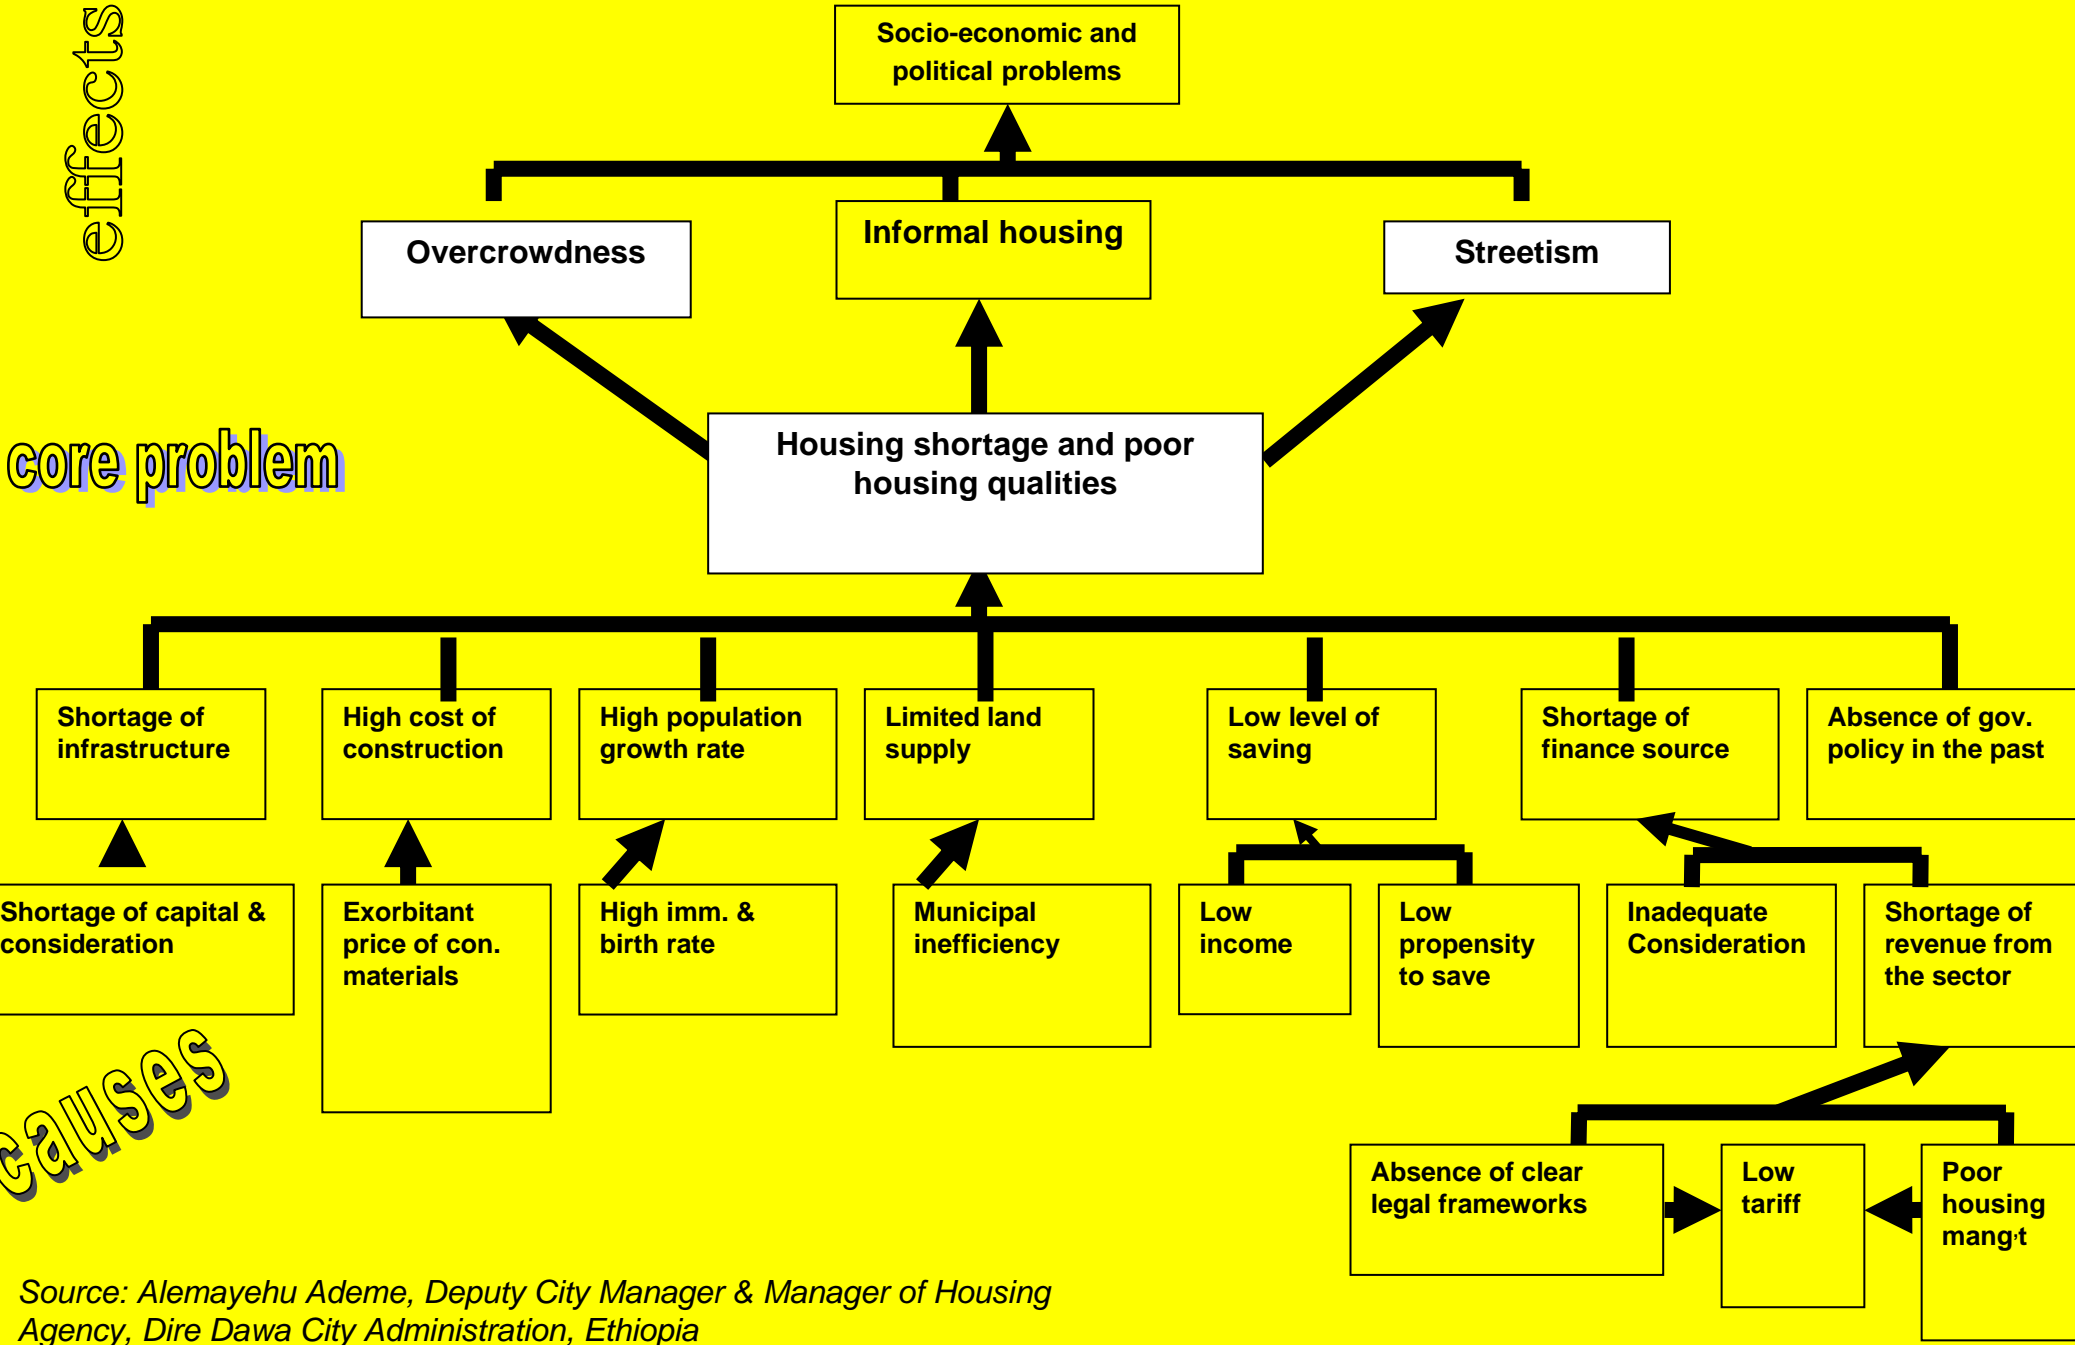 effects
Socio-economic and
political problems
Overcrowdness
Informal housing
Streetism
core problem
Housing shortage and poor
housing qualities
Shortage of
infrastructure
High cost of
construction
High population
growth rate
Limited land
supply
Low level of
saving
Shortage of
finance source
Absence of gov.
policy in the past
Shortage of capital &
consideration
Exorbitant
price of con.
materials
High imm. &
birth rate
Municipal
inefficiency
Low
income
Low
propensity
to save
Inadequate
Consideration
Shortage of
revenue from
the sector
causes
Absence of clear
legal frameworks
Low
tariff
Poor
housing
mang,t
Source: Alemayehu Ademe, Deputy City Manager & Manager of Housing
Agency, Dire Dawa City Administration, Ethiopia